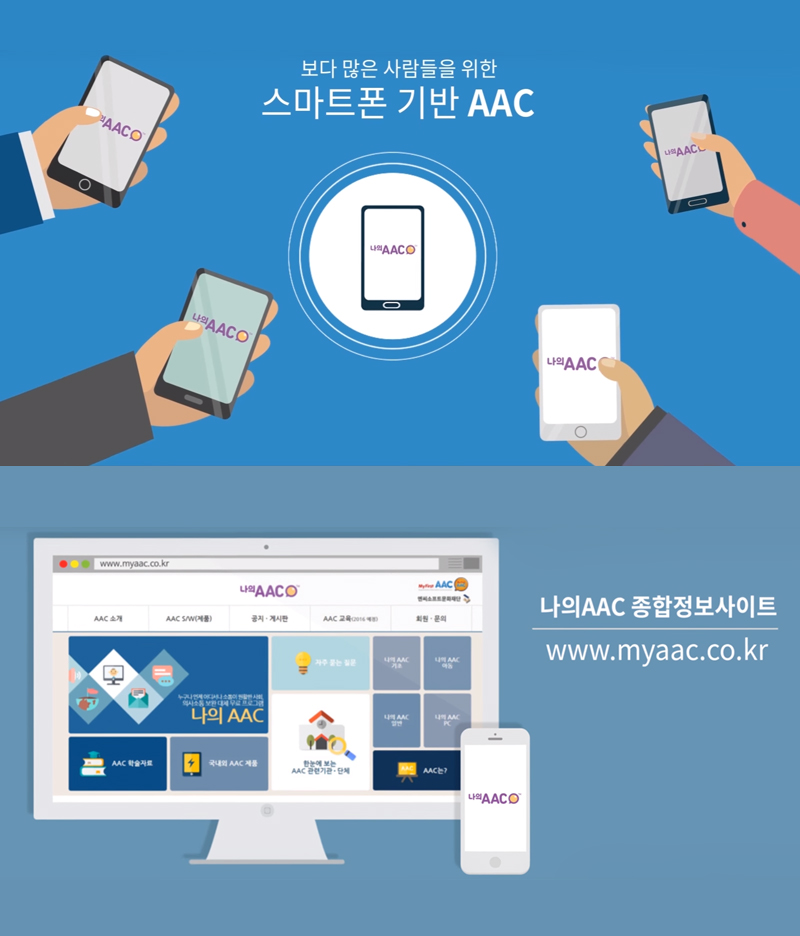 보다 많은 사람들을 위한
스마트폰 기반 AAC
AAC
나의AAC
나의AAC
나의AAC
나의AAC
www.myaac.co.kr
나의AAC
My First AAC
엔씨소프트문화재단
AAC 소개
AAC S/W(제품)
공지 · 게시판
AAC 교육(2016 예정)
회원 · 문의
누구나 언제 어디서나 소통이 원활한 사회,
의사소통 보완 대체 무료 프로그램
나의 AAC
자주 묻는 질문
나의 AAC
기초
나의 AAC
아동
나의 AAC
일반
나의 AAC
PC
AAC 학술자료
국내외 AAC 제품
한눈에 보는
AAC 관련기관 · 단체
AAC
AAC는?
나의AAC
나의AAC 종합정보사이트
www.myaac.co.kr